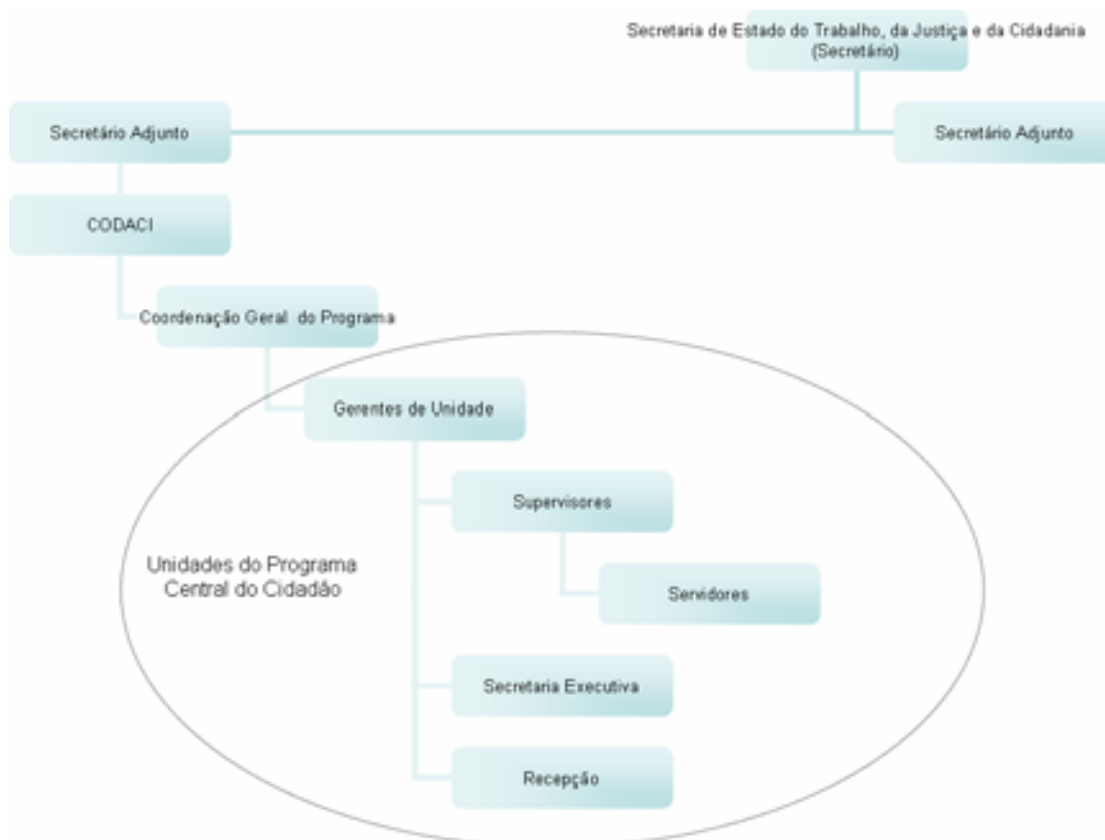 Secretaria de Estado do Trabalho, da Justiça e da Cidadania
(Secretário)
Secretário Adjunto
Secretário Adjunto
CODACI
Coordenação Geral do Programa
Gerentes de Unidade
Supervisores
Unidades do Programa
Central do Cidadão
Servidores
Secretaria Executiva
Recepção